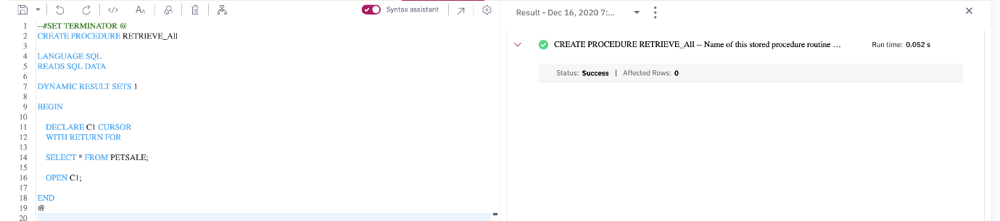 Syntax assistant
Result - Dec 16, 2020 7:...
1 --#SET TERMINATOR @
2 CREATE PROCEDURE RETRIEVE_All
3
4 LANGUAGE SQL
5 READS SQL DATA
6
7 DYNAMIC RESULT SETS 1
8
9 BEGIN
10
11 DECLARE C1 CURSOR
12 WITH RETURN FOR
13
14 SELECT * FROM PETSALE;
15
16 OPEN C1;
17
18 END
19 @
20
CREATE PROCEDURE RETRIEVE_All -- Name of this stored procedure routine ... Run time: 0.052 s
Status: Success | Affected Rows: 0